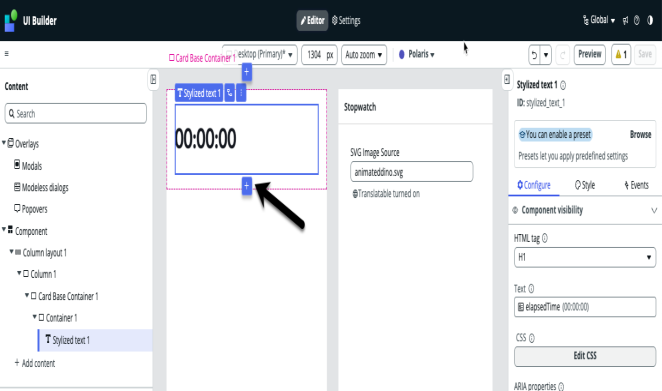 UI Builder
Editor
Settings
Global
Card Base Container 1
esktop (Primary)*
1304 px
Auto zoom
Polaris
Preview
1
Save
Content
Search
Overlays
Modals
Modeless dialogs
Popovers
Component
Column layout 1
Column 1
Card Base Container 1
Container 1
Stylized text 1
+ Add content
Stylized text 1
00:00:00
Stopwatch
SVG Image Source
animateddino.svg
Translatable turned on
Stylized text 1
ID: stylized_text_1
You can enable a preset
Browse
Presets let you apply predefined settings
Configure
Style
Events
Component visibility
HTML tag
H1
Text
elapsedTime (00:00:00)
CSS
Edit CSS
ARIA properties